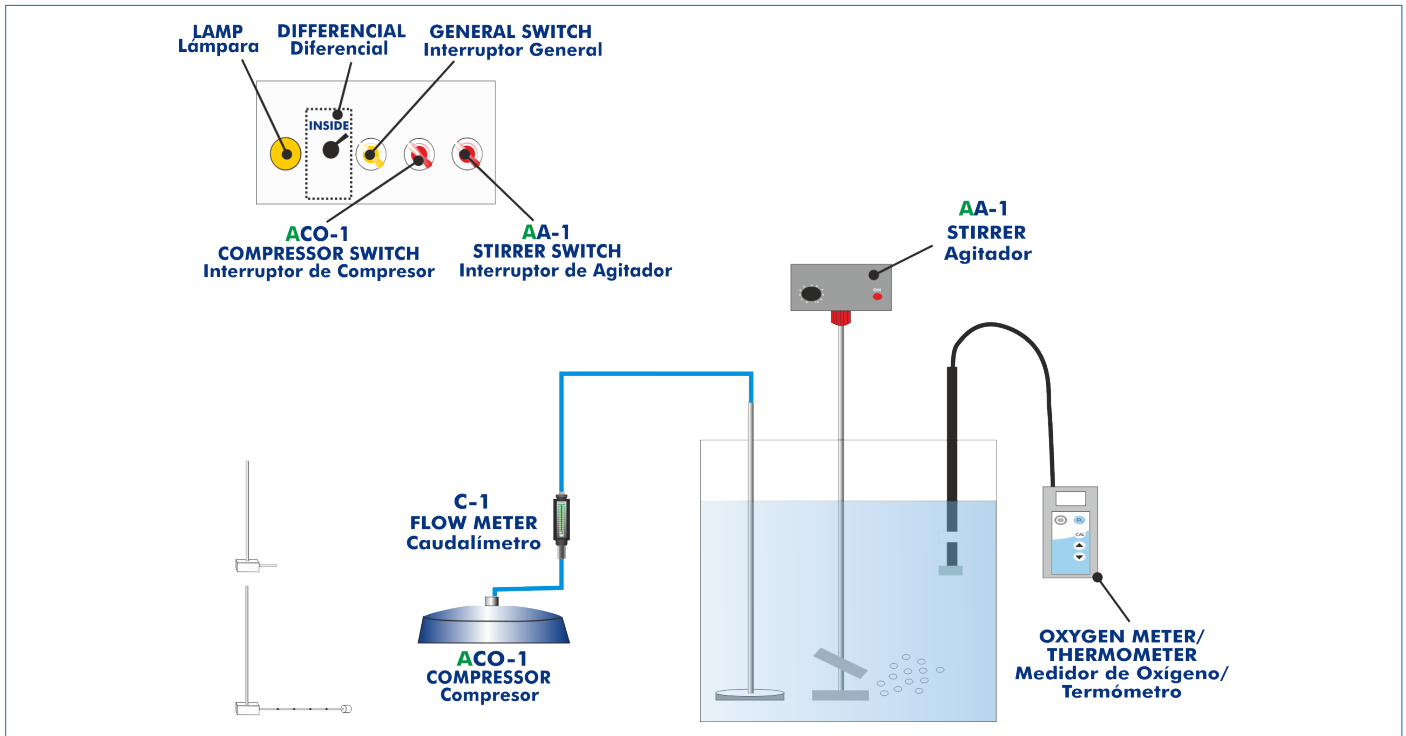 LAMP
Lámpara
DIFFERENCIAL
Diferencial
GENERAL SWITCH
Interruptor General
INSIDE
ACO-1
COMPRESSOR SWITCH
Interruptor de Compresor
AA-1
STIRRER SWITCH
Interruptor de Agitador
AA-1
STIRRER
Agitador
ON
C-1
FLOW METER
Caudalímetro
CAL
ACO-1
COMPRESSOR
Compresor
OXYGEN METER/
THERMOMETER
Medidor de Oxígeno/
Termómetro